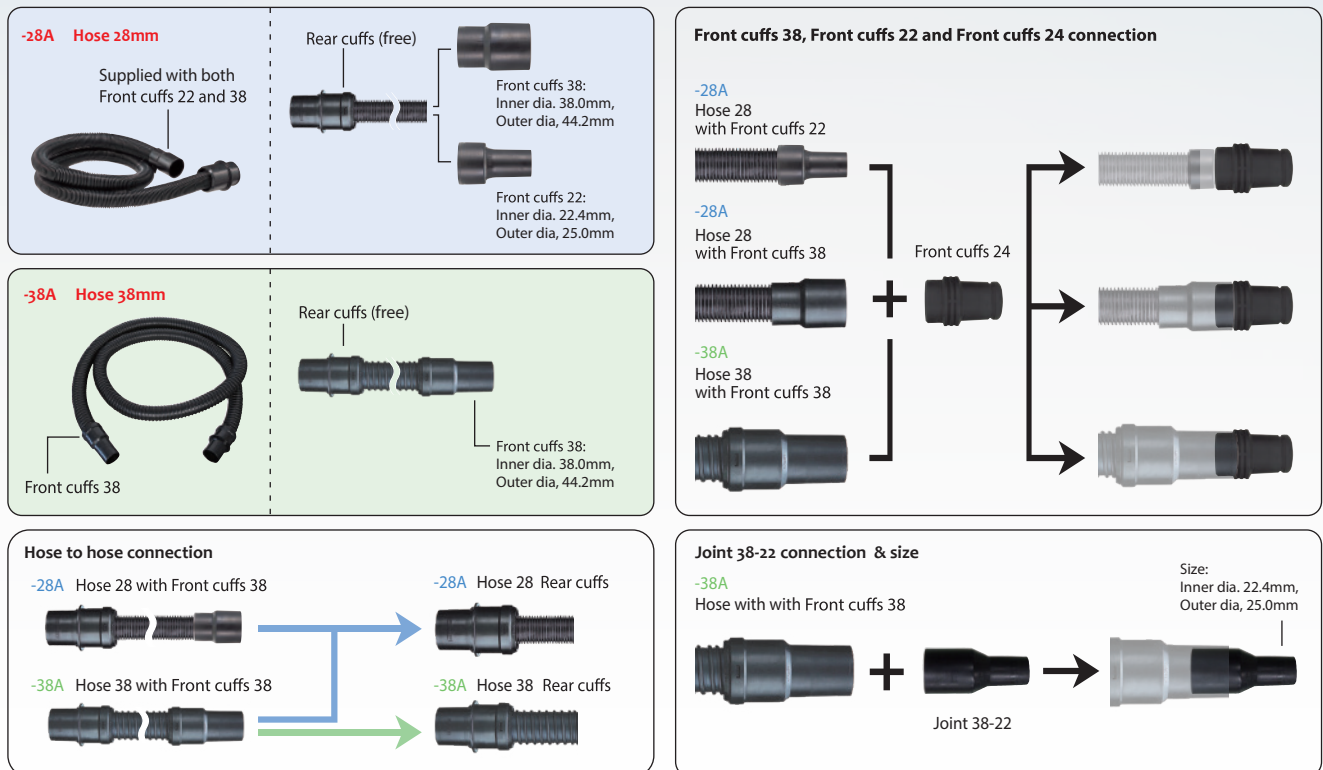 -28A Hose 28mm
Supplied with both
Front cuffs 22 and 38
Rear cuffs (free)
Front cuffs 38:
Inner dia. 38.0mm,
Outer dia, 44.2mm
Front cuffs 22:
Inner dia. 22.4mm,
Outer dia, 25.0mm
-38A Hose 38mm
Front cuffs 38
Rear cuffs (free)
Front cuffs 38:
Inner dia. 38.0mm,
Outer dia, 44.2mm
Hose to hose connection
-28A Hose 28 with Front cuffs 38
-28A Hose 28 Rear cuffs
-38A Hose 38 with Front cuffs 38
-38A Hose 38 Rear cuffs
Front cuffs 38, Front cuffs 22 and Front cuffs 24 connection
-28A
Hose 28
with Front cuffs 22
-28A
Hose 28
with Front cuffs 38
Front cuffs 24
-38A
Hose 38
with Front cuffs 38
Joint 38-22 connection & size
-38A
Hose with with Front cuffs 38
Joint 38-22
Size:
Inner dia. 22.4mm,
Outer dia, 25.0mm